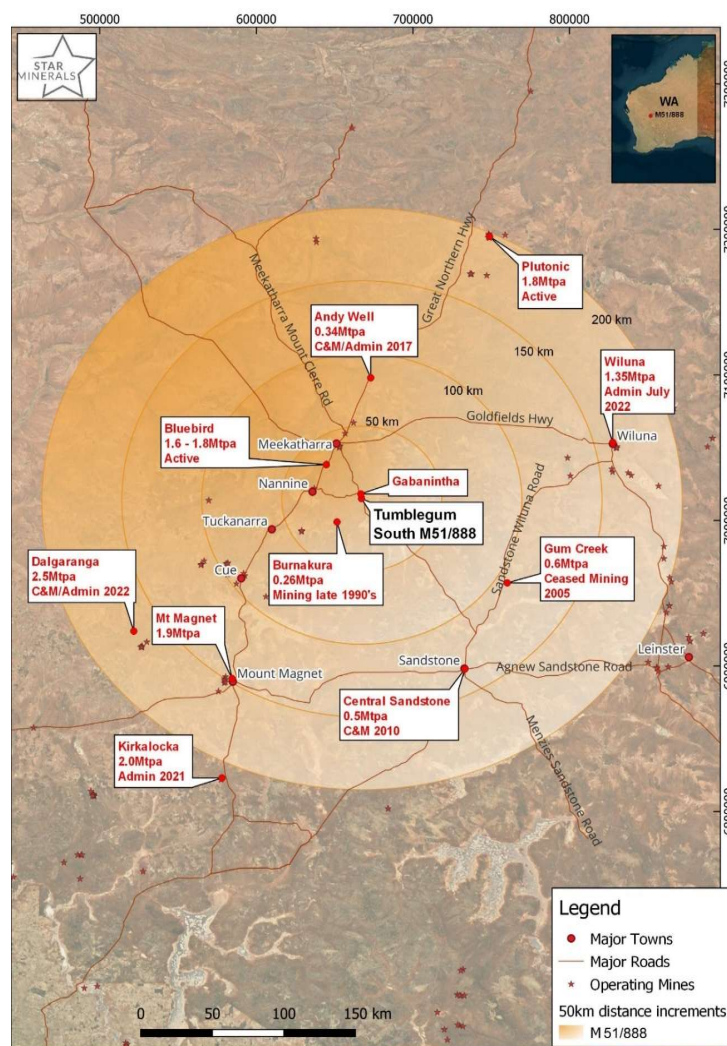 500000
600000
700000
800000
STAR
MINERALS
WA
M51/888
Great Northern Hwy
Meekatharra Mount Clere Rd
Plutonic
1.8Mtpa
Active
200 km
Andy Well
0.34Mtpa
C&M/Admin 2017
150 km
Wiluna
1.35Mtpa
Admin July
2022
100 km
50 km
Goldfields Hwy
Wiluna
Bluebird
1.6 - 1.8Mtpa
Active
Meekatharra
Nannine
Gabanintha
Tumblegum
South M51/888
Sandstone Wiluna Road
Tuckanarra
Dalgaranga
2.5Mtpa
C&M/Admin 2022
Cue
Burnakura
0.26Mtpa
Mining late 1990's
Gum Creek
0.6Mtpa
Ceased Mining
2005
Mt Magnet
1.9Mtpa
Mount Magnet
Sandstone
Agnew Sandstone Road
Leinster
Central Sandstone
0.5Mtpa
C&M 2010
Menzies Sandstone Road
Kirkalocka
2.0Mtpa
Admin 2021
Legend
Major Towns
Major Roads
Operating Mines
50km distance increments
M 51/888
0
50
100
150 km